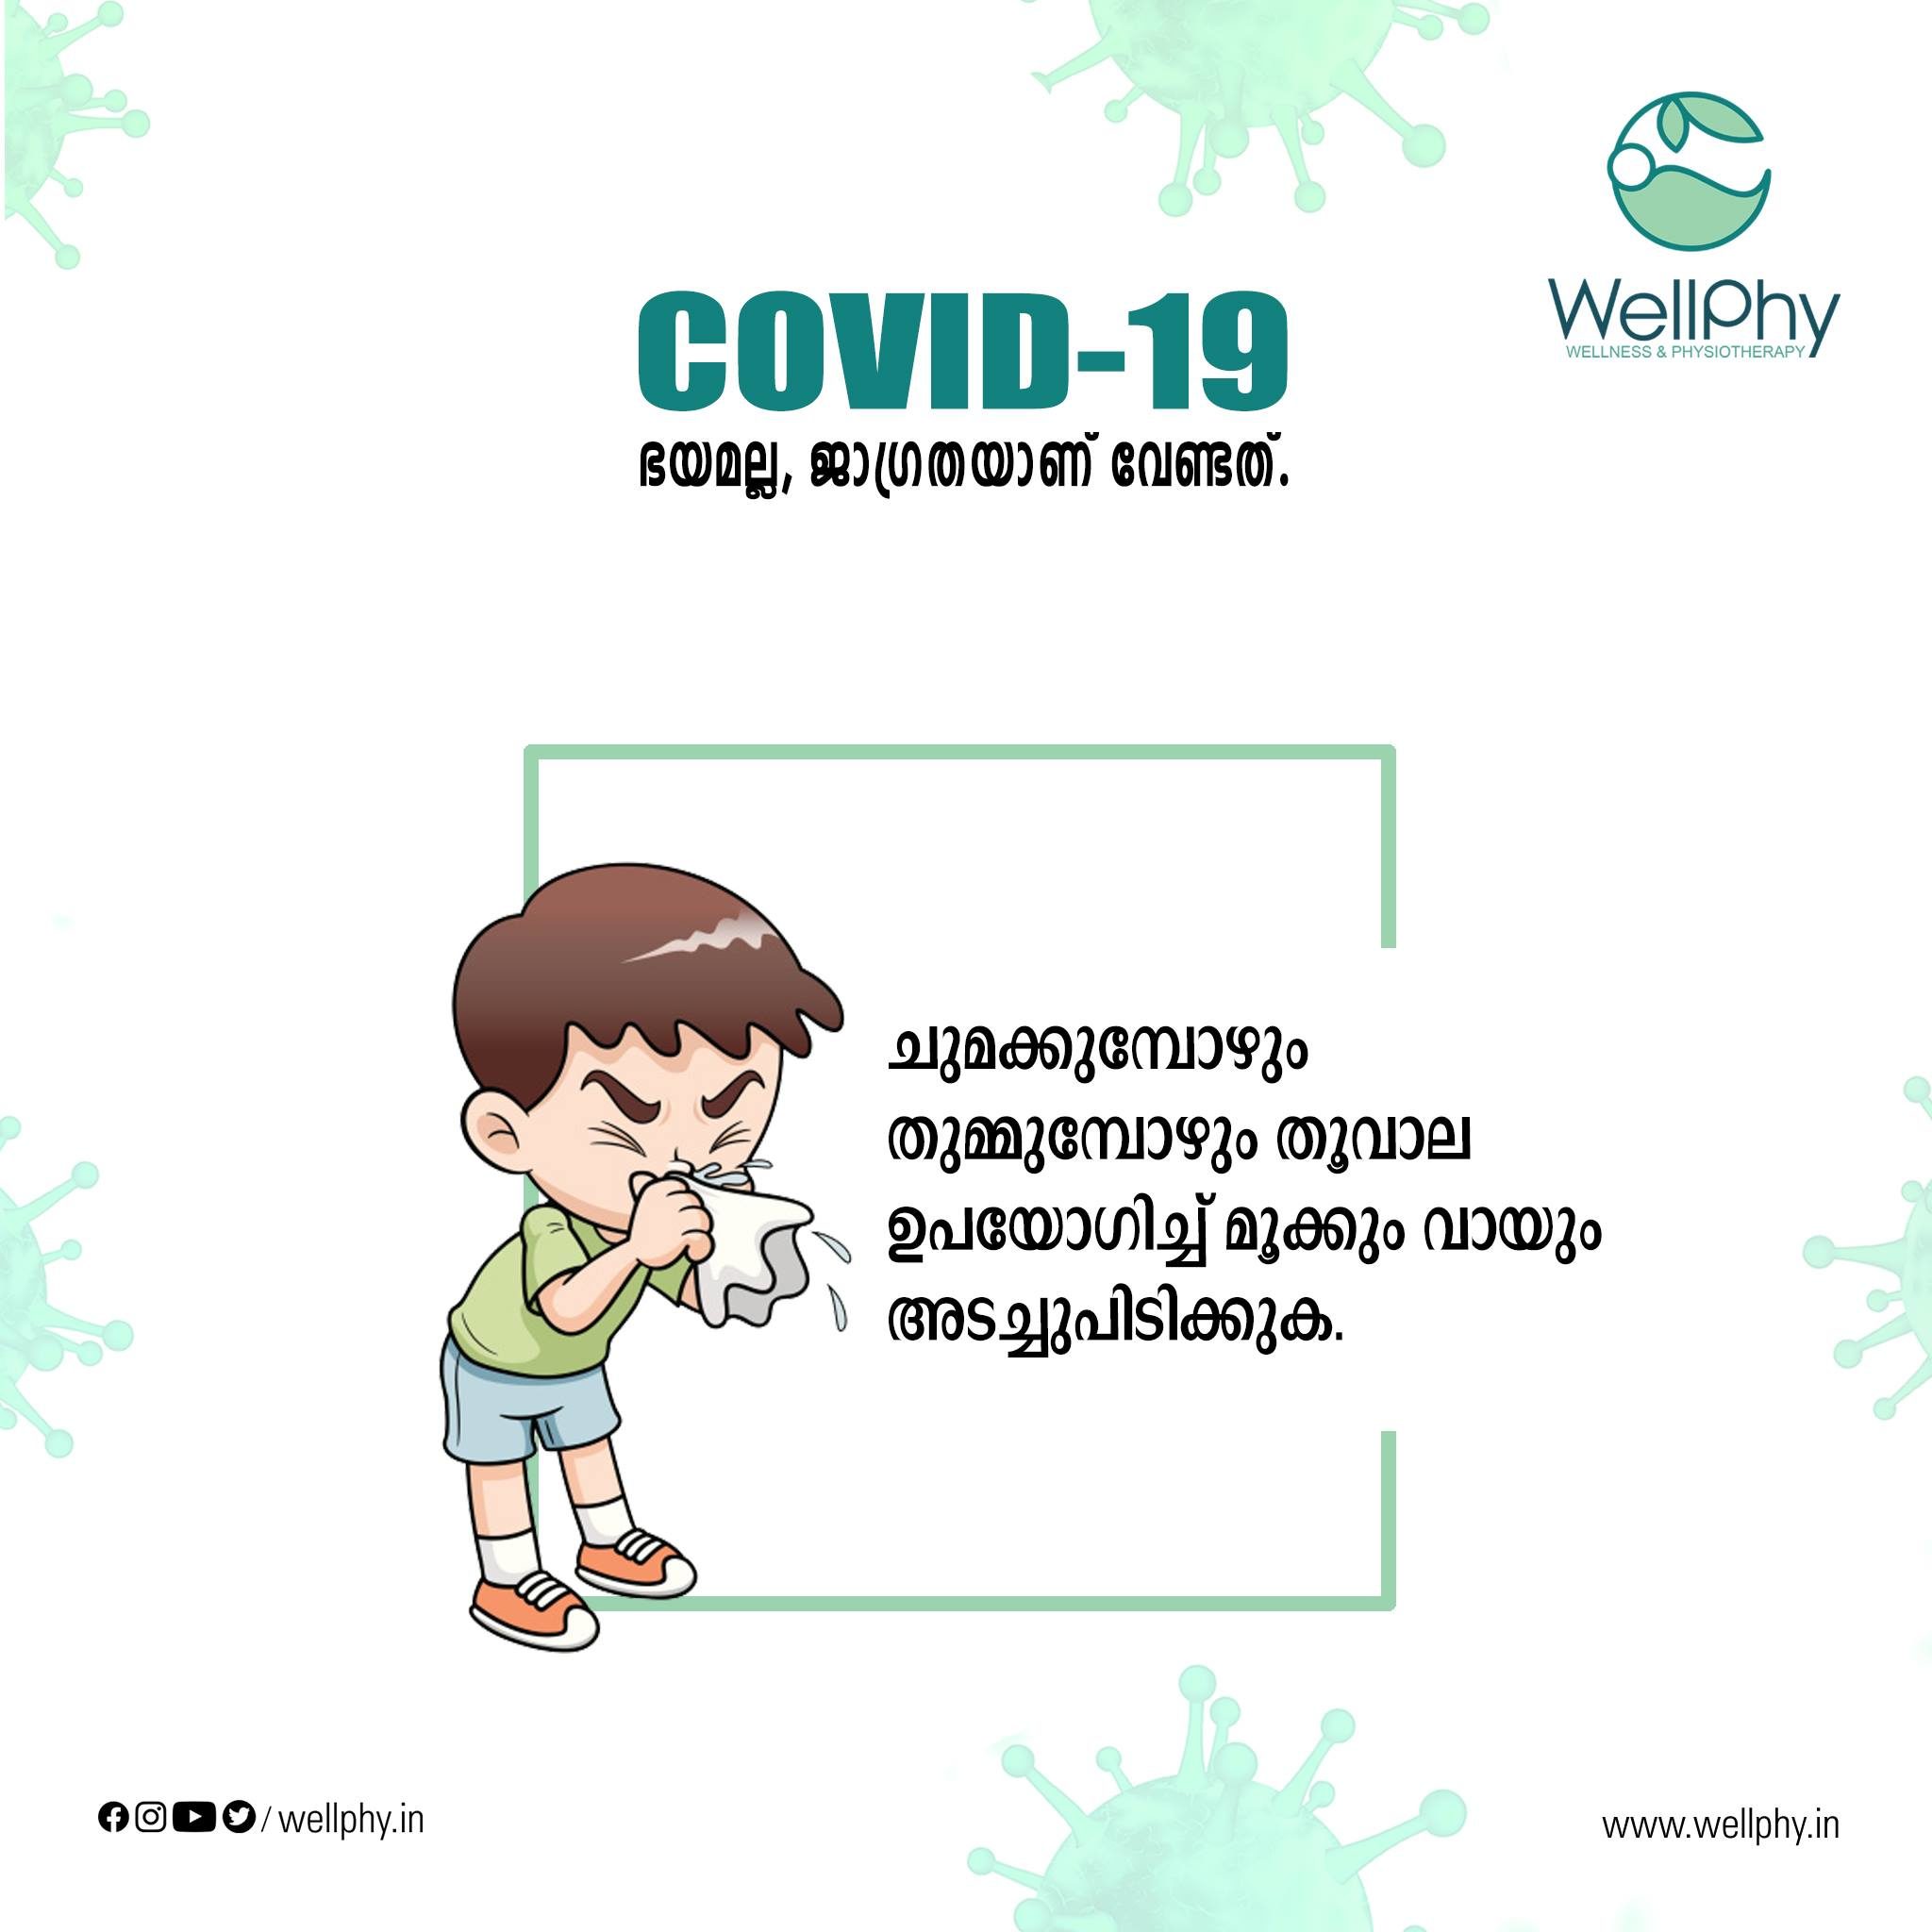 WellPhy
WELLNESS & PHYSIOTHERAPY
COVID-19
ഭയമല്ല, ജാഗ്രതയാണ് വേണ്ടത്.
ചുമക്കുമ്പോഴും
തുമ്മുമ്പോഴും തൂവാല
ഉപയോഗിച്ച് മൂക്കും വായും
അടച്ചുപിടിക്കുക.
/ wellphy.in
www.wellphy.in